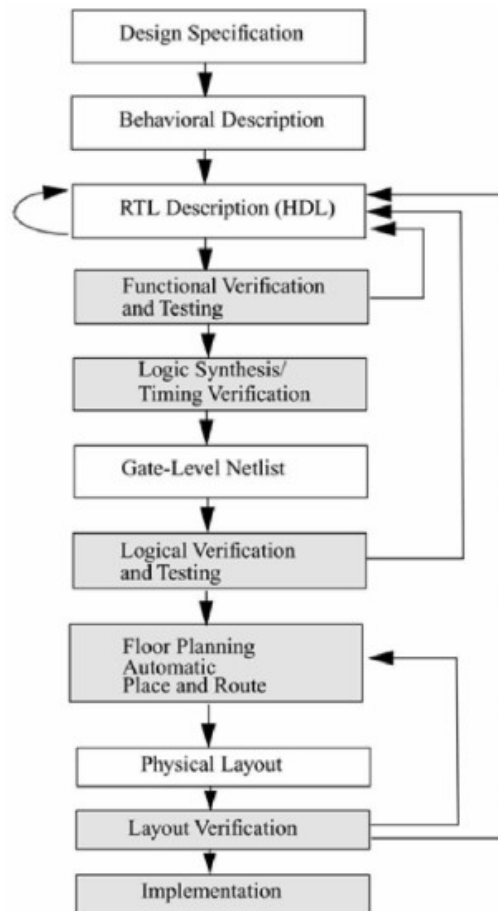 Design Specification
Behavioral Description
RTL Description (HDL)
Functional Verification
and Testing
Logic Synthesis/
Timing Verification
Gate-Level Netlist
Logical Verification
and Testing
Floor Planning
Automatic
Place and Route
Physical Layout
Layout Verification
Implementation